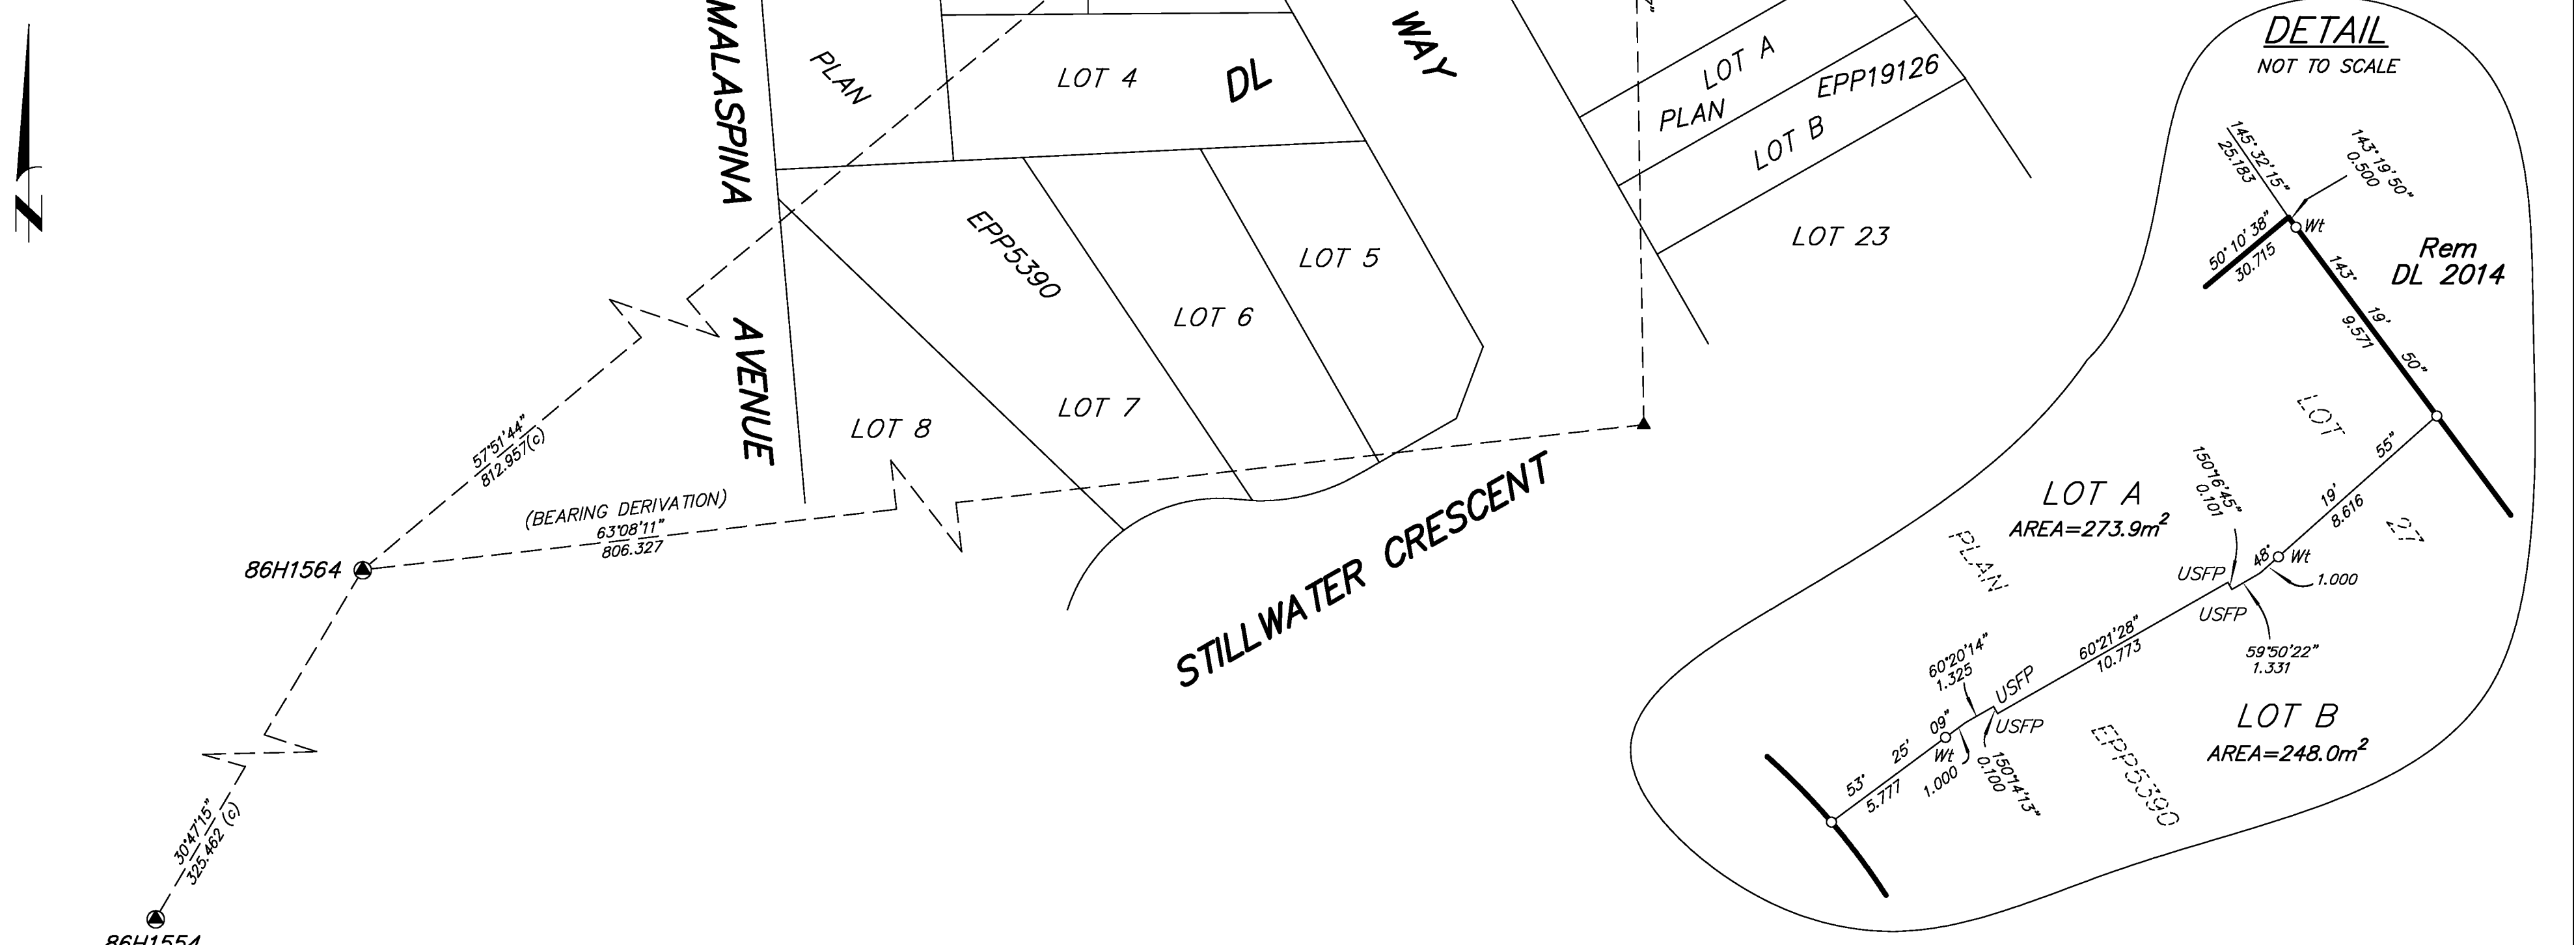 N
MALASPINA
AVENUE
PLAN
LOT 4
DL
WAY
LOT A
PLAN
EPP19126
LOT B
LOT 23
EPP5390
LOT 5
LOT 6
LOT 7
LOT 8
57°51'44"
812.957(c)
(BEARING DERIVATION)
63°08'11"
806.327
86H1564
30°47'15"
325.462 (c)
86H1554
STILLWATER CRESCENT
DETAIL
NOT TO SCALE
145°32'15"
25.183
143°19'50"
0.500
50°10'38"
30.715
Wt
Rem
DL 2014
143° 19' 50"
9.571
LOT
27
LOT A
AREA=273.9m²
PLAN
150°16'45"
0.101
48° 19' 55"
8.616
Wt
1.000
USFP
USFP
59°50'22"
1.331
60°21'28"
10.773
60°20'14"
1.325
USFP
USFP
150°14'13"
0.100
53° 25' 09"
5.777
Wt
1.000
EPP5390
LOT B
AREA=248.0m²